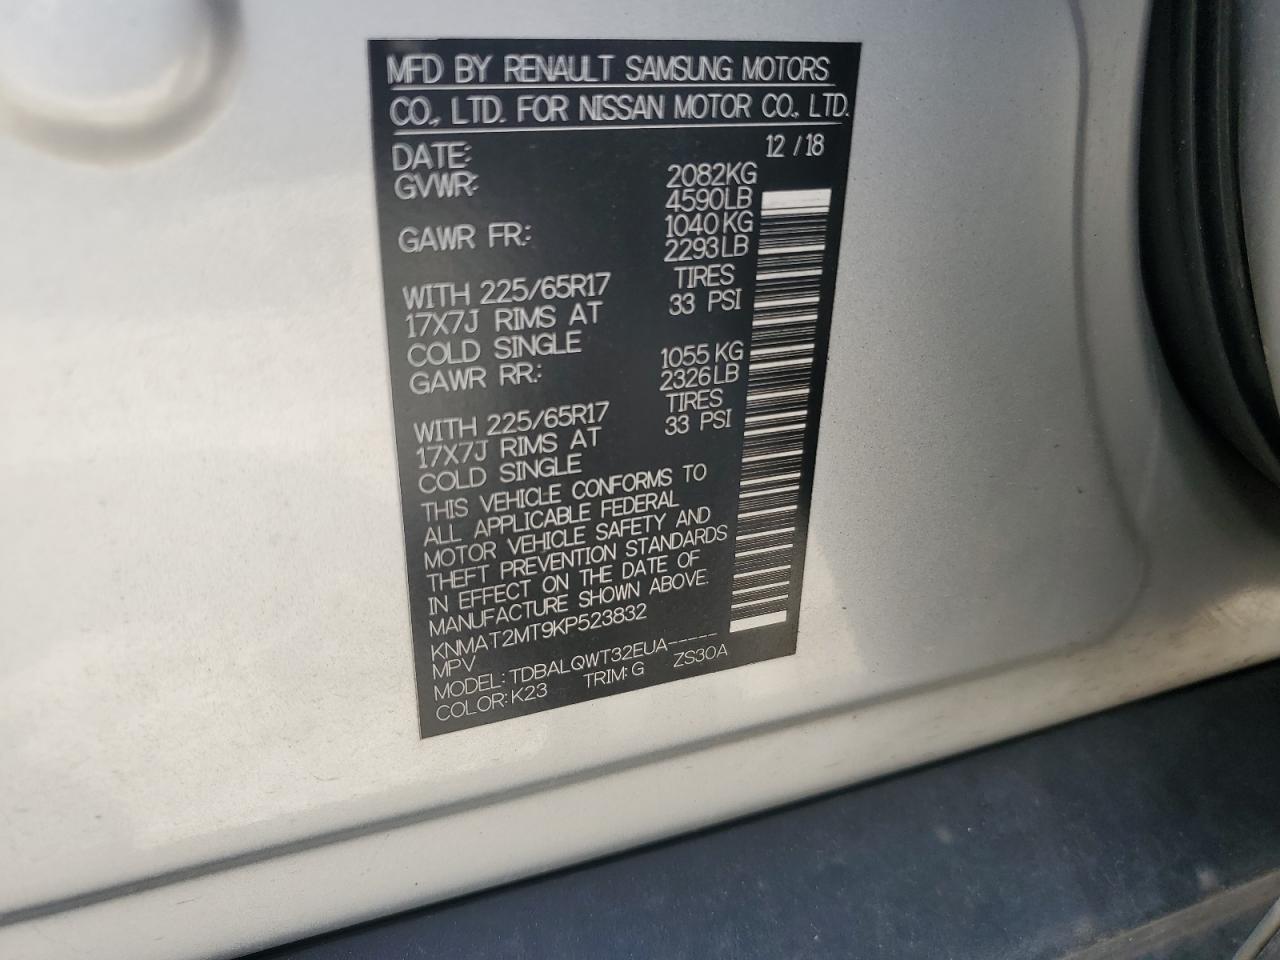 MFD BY RENAULT SAMSUNG MOTORS
CO., LTD. FOR NISSAN MOTOR CO., LTD.
DATE: 12 / 18
GVWR: 2082KG
4590LB
GAWR FR: 1040 KG
2293LB
WITH 225/65R17 TIRES
17X7J RIMS AT 33 PSI
COLD SINGLE
GAWR RR: 1055 KG
2326LB
WITH 225/65R17 TIRES
17X7J RIMS AT 33 PSI
COLD SINGLE
THIS VEHICLE CONFORMS TO
ALL APPLICABLE FEDERAL
MOTOR VEHICLE SAFETY AND
THEFT PREVENTION STANDARDS
IN EFFECT ON THE DATE OF
MANUFACTURE SHOWN ABOVE.
KNMAT2MT9KP523832
MPV
MODEL: TDBALQWT32EUA-----
COLOR: K23 TRIM: G ZS30A